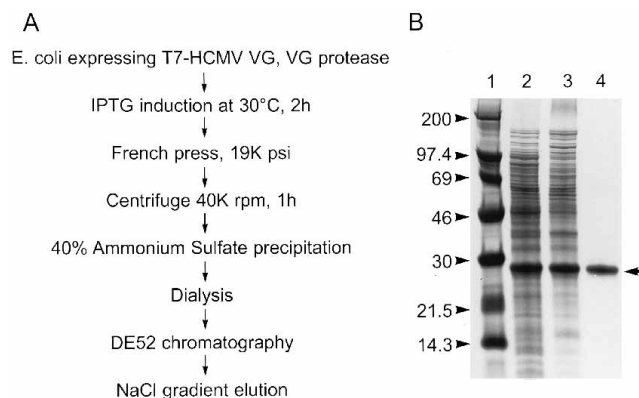 A
E. coli expressing T7-HCMV VG, VG protease
IPTG induction at 30°C, 2h
French press, 19K psi
Centrifuge 40K rpm, 1h
40% Ammonium Sulfate precipitation
Dialysis
DE52 chromatography
NaCl gradient elution
B
1 2 3 4
200
97.4
69
46
30
21.5
14.3